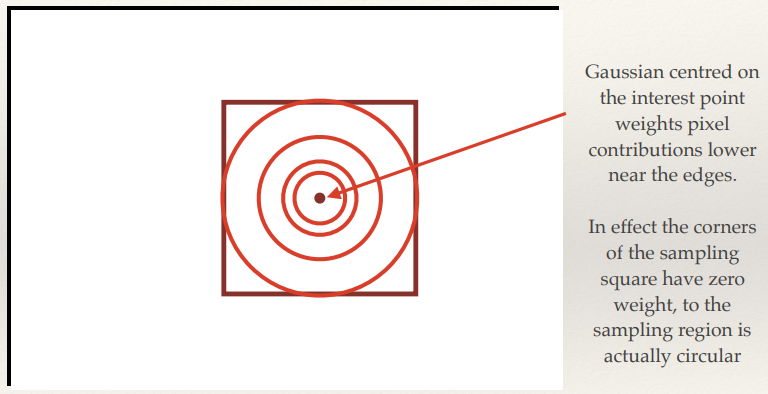 Gaussian centred on
the interest point
weights pixel
contributions lower
near the edges.
In effect the corners
of the sampling
square have zero
weight, to the
sampling region is
actually circular